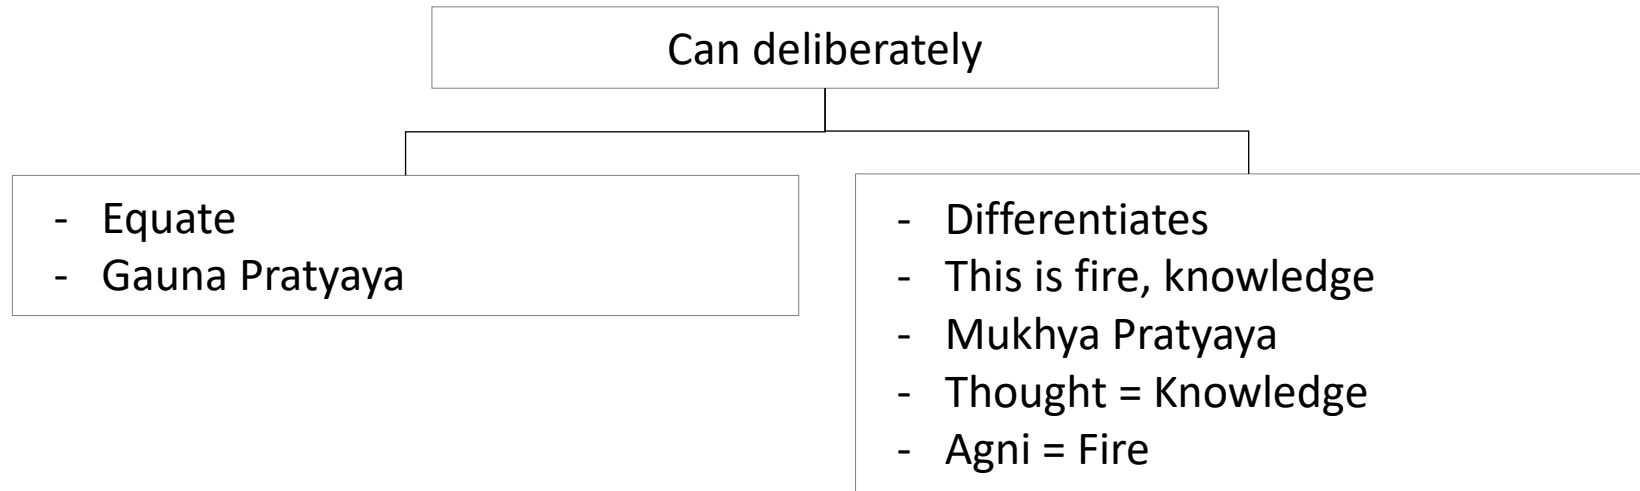 Can deliberately
- Equate
- Gauna Pratyaya
- Differentiates
- This is fire, knowledge
- Mukhya Pratyaya
- Thought = Knowledge
- Agni = Fire